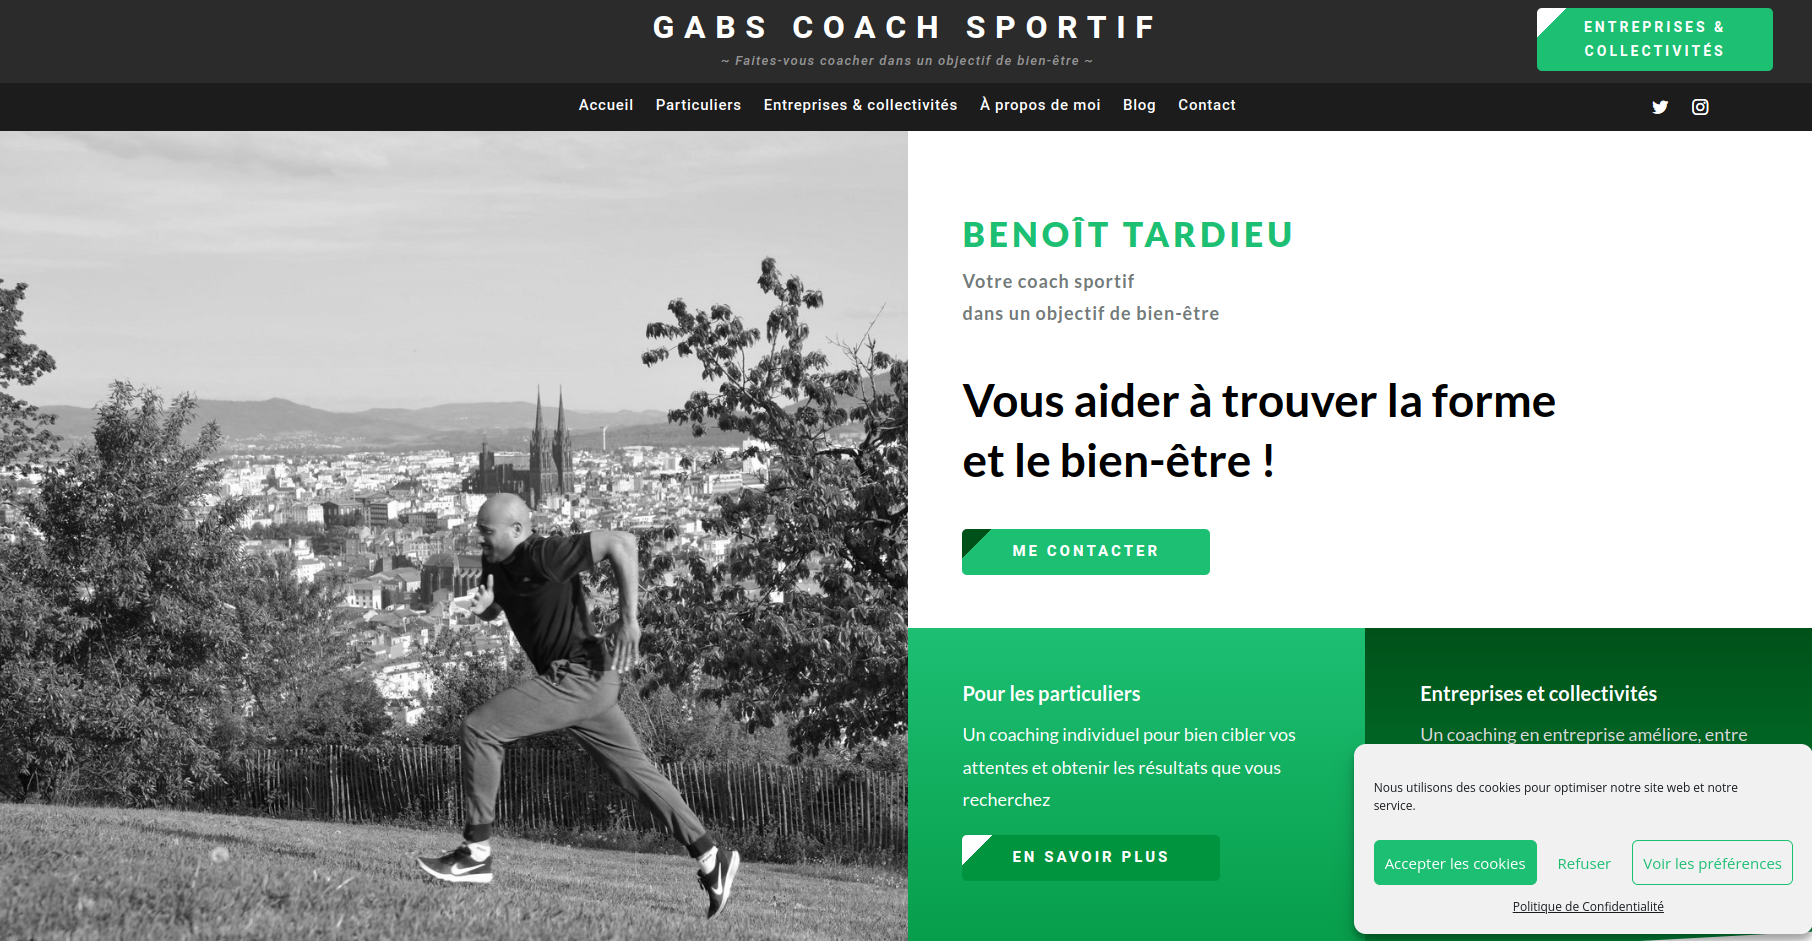 GABS COACH SPORTIF
~ Faites-vous coacher dans un objectif de bien-être ~
ENTREPRISES &
COLLECTIVITÉS
Accueil Particuliers Entreprises & collectivités À propos de moi Blog Contact
BENOÎT TARDIEU
Votre coach sportif
dans un objectif de bien-être
Vous aider à trouver la forme
et le bien-être !
ME CONTACTER
Pour les particuliers
Un coaching individuel pour bien cibler vos
attentes et obtenir les résultats que vous
recherchez
EN SAVOIR PLUS
Entreprises et collectivités
Un coaching en entreprise améliore, entre
Nous utilisons des cookies pour optimiser notre site web et notre
service.
Accepter les cookies Refuser Voir les préférences
Politique de Confidentialité